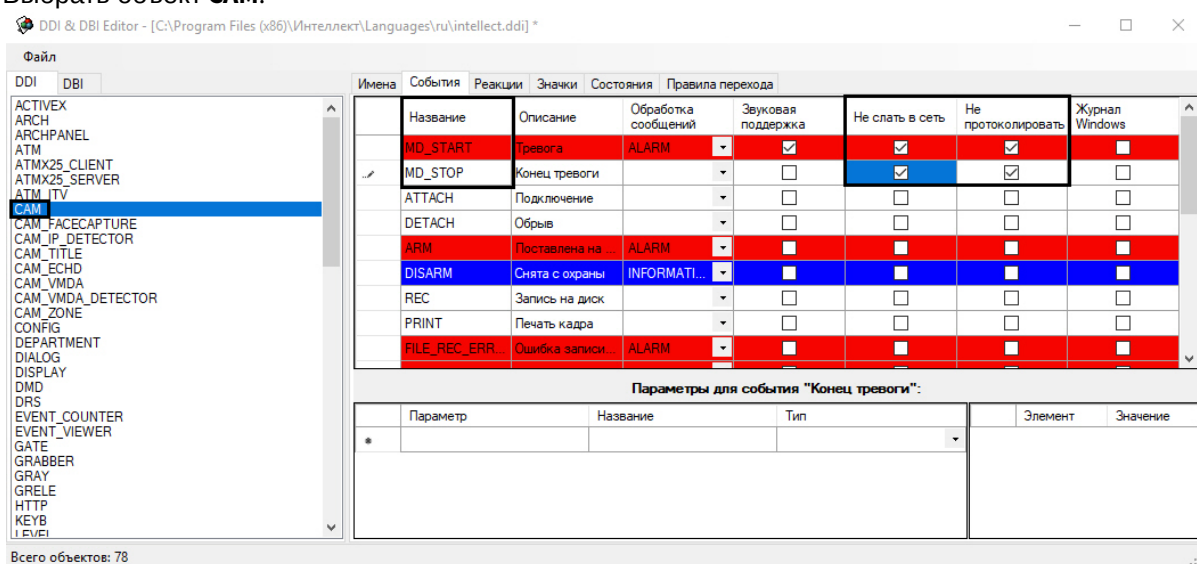 Выбрать объект CAM.
DDI & DBI Editor - [C:\Program Files (x86)\Интеллект\Languages\ru\intellect.ddi] *
Файл
DDI DBI
ACTIVEX
ARCH
ARCHPANEL
ATM
ATMX25_CLIENT
ATMX25_SERVER
ATM_ITV
CAM
CAM_FACECAPTURE
CAM_IP_DETECTOR
CAM_TITLE
CAM_ECHD
CAM_VMDA
CAM_VMDA_DETECTOR
CAM_ZONE
CONFIG
DEPARTMENT
DIALOG
DISPLAY
DMD
DRS
EVENT_COUNTER
EVENT_VIEWER
GATE
GRABBER
GRAY
GRELE
HTTP
KEYB
LEVEL
Имена События Реакции Значки Состояния Правила перехода
Название Описание Обработка сообщений Звуковая поддержка Не слать в сеть Не протоколировать Журнал Windows
MD_START Тревога ALARM
MD_STOP Конец тревоги
ATTACH Подключение
DETACH Обрыв
ARM Поставлена на ... ALARM
DISARM Снята с охраны INFORMATI...
REC Запись на диск
PRINT Печать кадра
FILE_REC_ERR... Ошибка записи... ALARM
Параметры для события "Конец тревоги":
Параметр Название Тип Элемент Значение
Всего объектов: 78